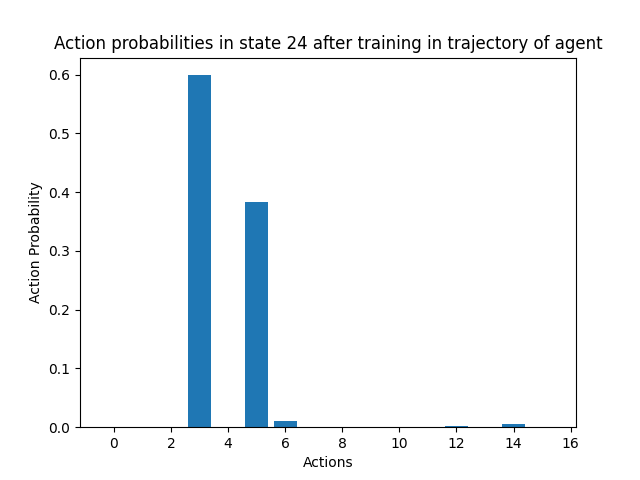 Action probabilities in state 24 after training in trajectory of agent
0.6
0.5
0.4
0.3
0.2
0.1
0.0
Action Probability
0 2 4 6 8 10 12 14 16
Actions